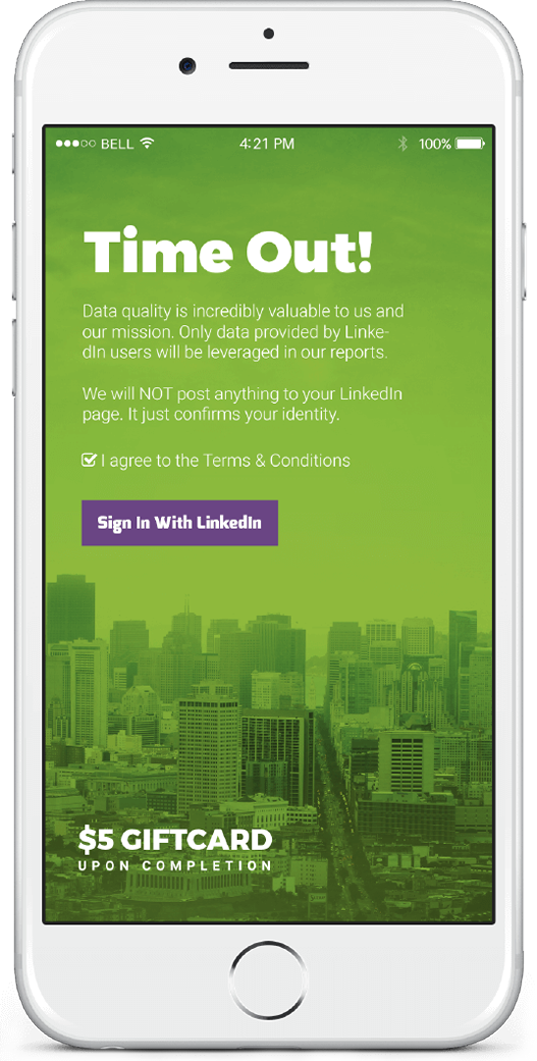 BELL 4:21 PM 100%
Time Out!
Data quality is incredibly valuable to us and
our mission. Only data provided by Linke-
dIn users will be leveraged in our reports.
We will NOT post anything to your LinkedIn
page. It just confirms your identity.
I agree to the Terms & Conditions
Sign In With LinkedIn
$5 GIFTCARD
UPON COMPLETION